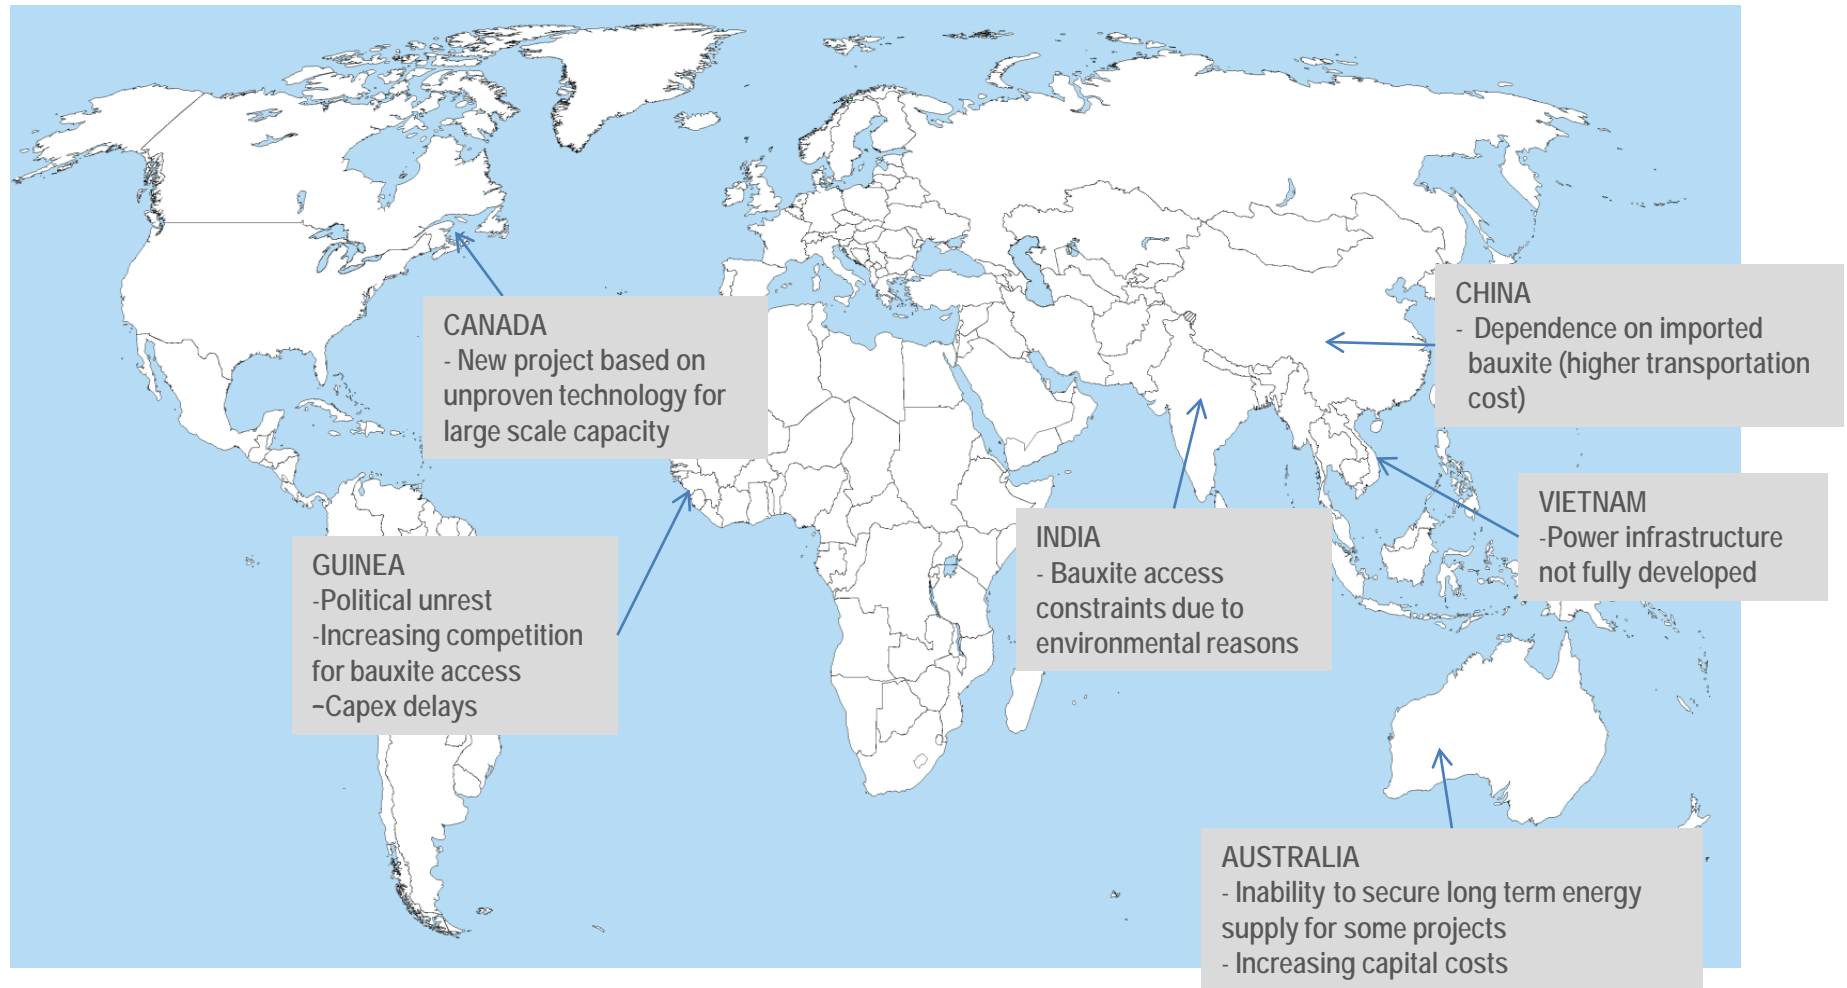 CANADA
- New project based on
unproven technology for
large scale capacity
CHINA
- Dependence on imported
bauxite (higher transportation
cost)
VIETNAM
-Power infrastructure
not fully developed
INDIA
- Bauxite access
constraints due to
environmental reasons
GUINEA
-Political unrest
-Increasing competition
for bauxite access
–Capex delays
AUSTRALIA
- Inability to secure long term energy
supply for some projects
- Increasing capital costs